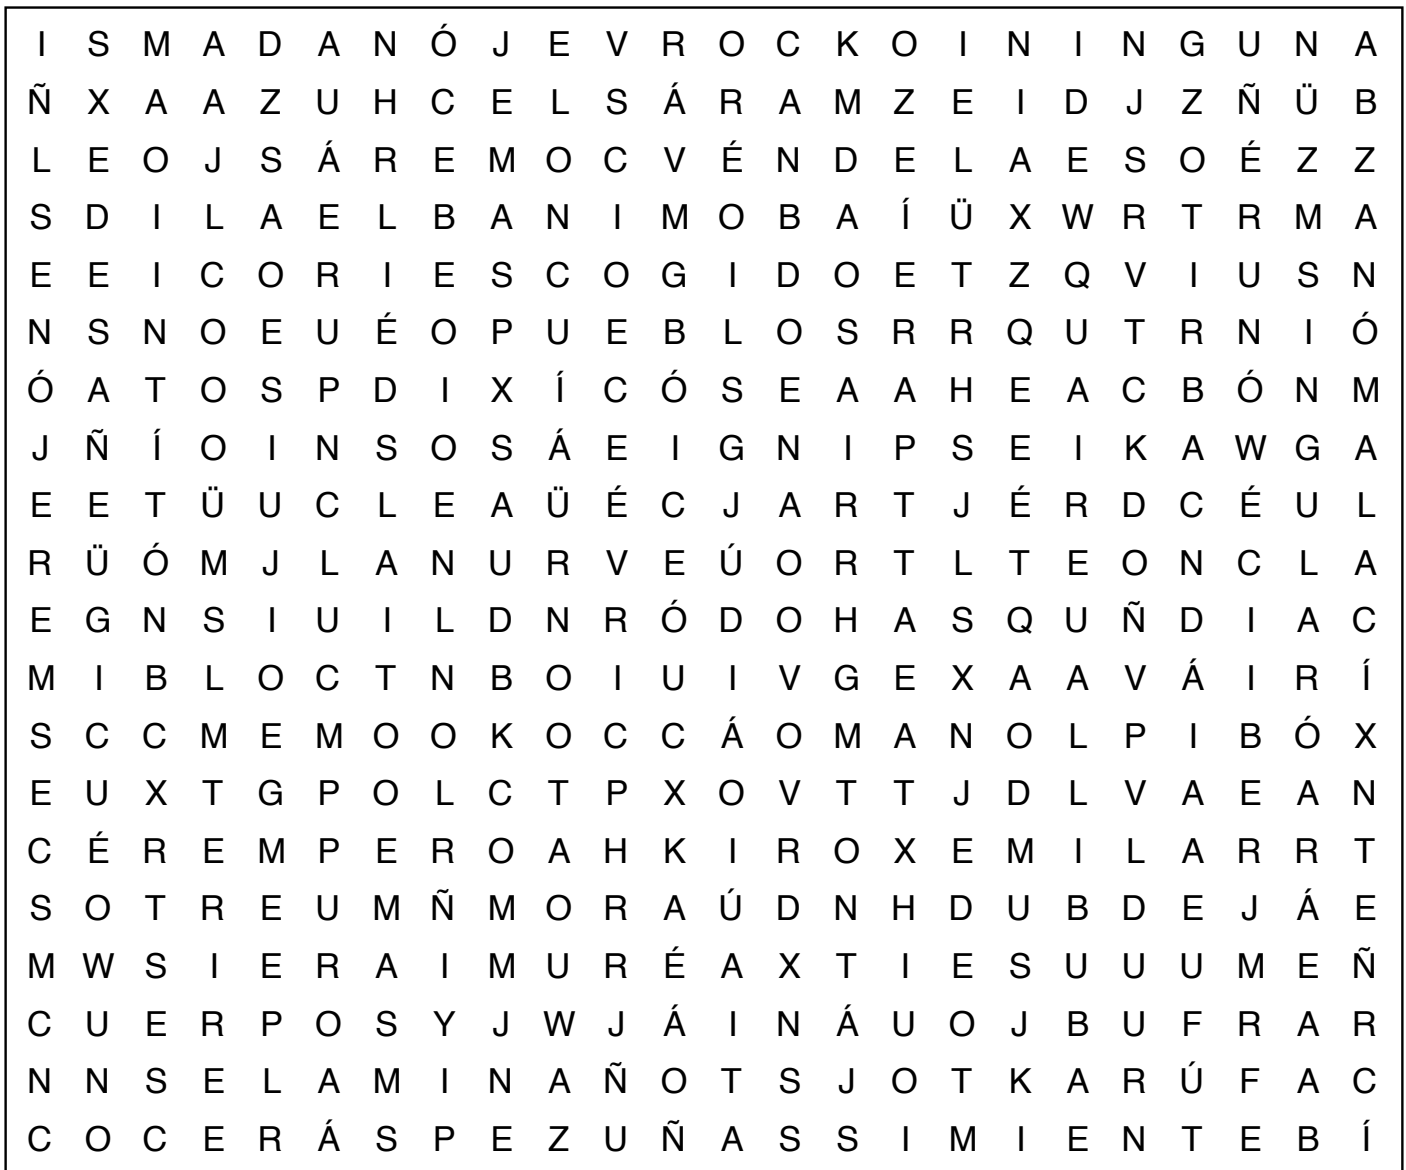 I S M A D A N Ó J E V R O C K O I N I N G U N A
Ñ X A A Z U H C E L S Á R A M Z E I D J Z Ñ Ü B
L E O J S Á R E M O C V É N D E L A E S O É Z Z
S D I L A E L B A N I M O B A Í Ü X W R T R M A
E E I C O R I E S C O G I D O E T Z Q V I U S N
N S N O E U É O P U E B L O S R R Q U T R N I Ó
Ó A T O S P D I X Í C Ó S E A A H E A C B Ó N M
J Ñ Í O I N S O S Á E I G N I P S E I K A W G A
E E T Ü U C L E A Ü É C J A R T J É R D C É U L
R Ü Ó M J L A N U R V E Ú O R T L T E O N C L A
E G N S I U I L D N R Ó D O H A S Q U Ñ D I A C
M I B L O C T N B O I U I V G E X A A V Á I R Í
S C C M E M O O K O C C Á O M A N O L P I B Ó X
E U X T G P O L C T P X O V T T J D L V A E A N
C É R E M P E R O A H K I R O X E M I L A R R T
S O T R E U M Ñ M O R A Ú D N H D U B D E J Á E
M W S I E R A I M U R É A X T I E S U U U M E Ñ
C U E R P O S Y J W J Á I N Á U O J B U F R A R
N N S E L A M I N A Ñ O T S J O T K A R Ú F A C
C O C E R Á S P E Z U Ñ A S S I M I E N T E B Í